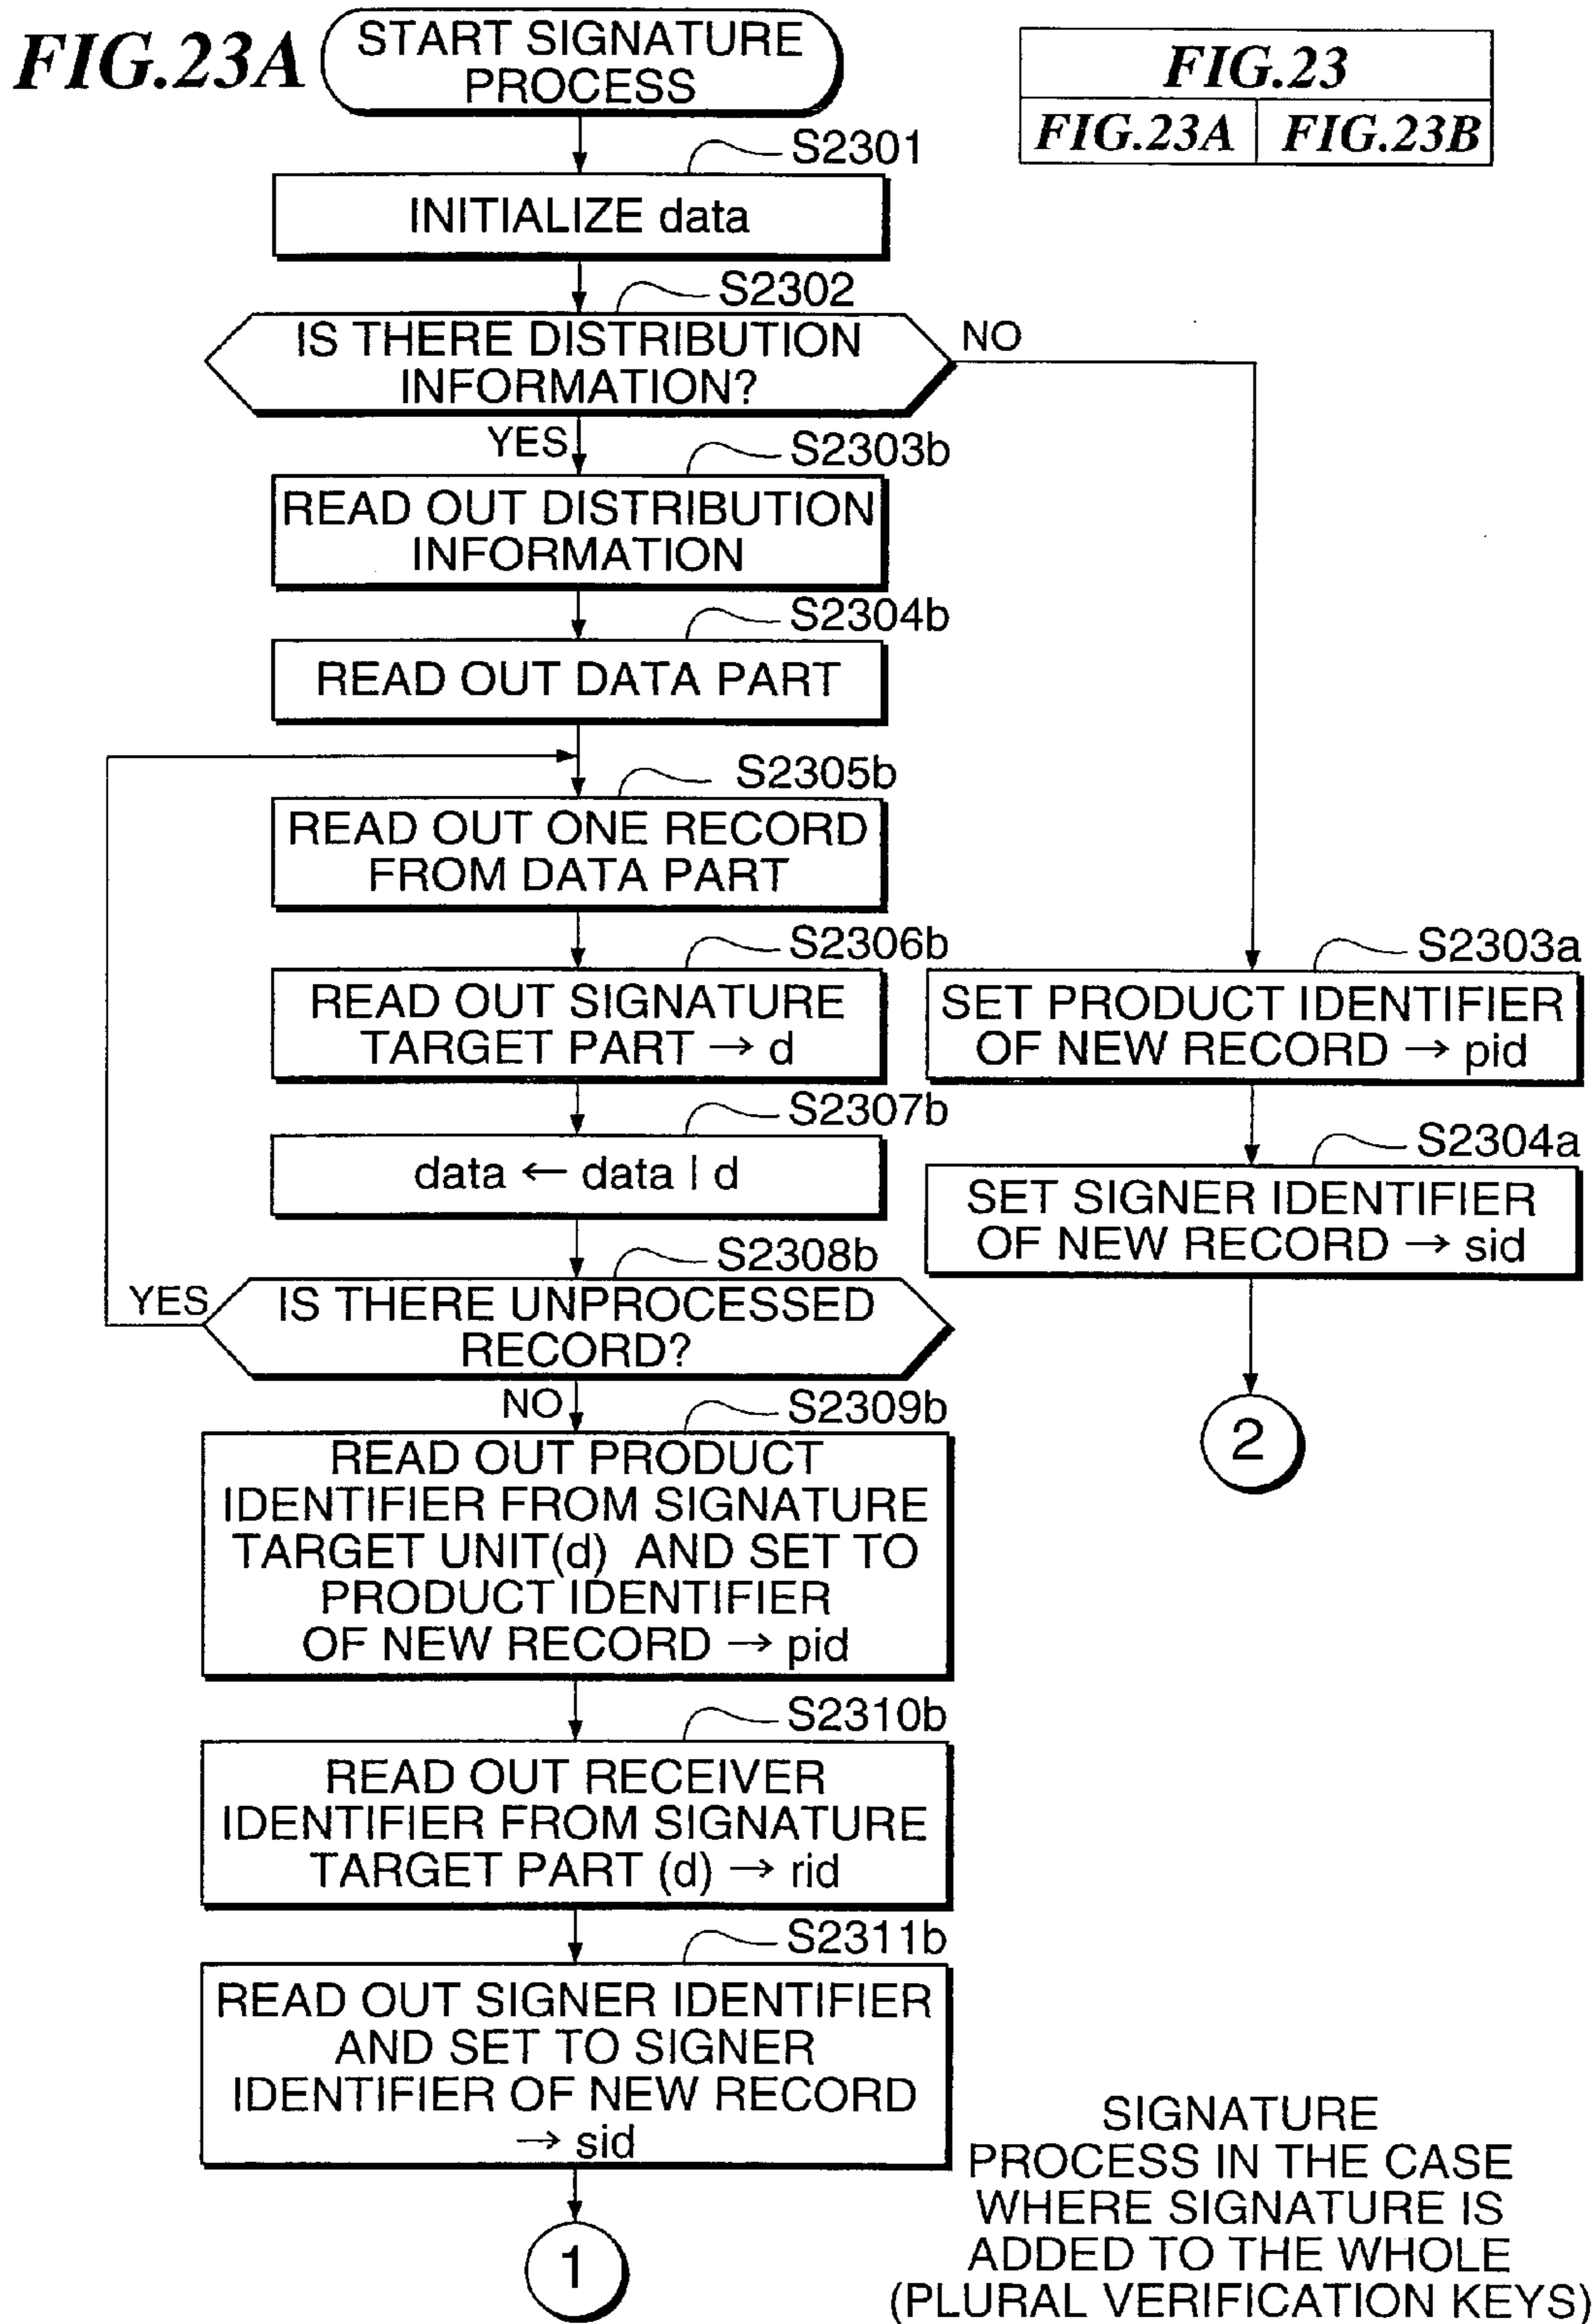 FIG.23A
START SIGNATURE
PROCESS
FIG.23
FIG.23A
FIG.23B
S2301
INITIALIZE data
S2302
IS THERE DISTRIBUTION
INFORMATION?
NO
YES
S2303b
READ OUT DISTRIBUTION
INFORMATION
S2304b
READ OUT DATA PART
S2305b
READ OUT ONE RECORD
FROM DATA PART
S2306b
READ OUT SIGNATURE
TARGET PART → d
S2307b
data ← data | d
S2308b
YES
IS THERE UNPROCESSED
RECORD?
NO
S2309b
READ OUT PRODUCT
IDENTIFIER FROM SIGNATURE
TARGET UNIT(d) AND SET TO
PRODUCT IDENTIFIER
OF NEW RECORD → pid
S2310b
READ OUT RECEIVER
IDENTIFIER FROM SIGNATURE
TARGET PART (d) → rid
S2311b
READ OUT SIGNER IDENTIFIER
AND SET TO SIGNER
IDENTIFIER OF NEW RECORD
→ sid
1
S2303a
SET PRODUCT IDENTIFIER
OF NEW RECORD → pid
S2304a
SET SIGNER IDENTIFIER
OF NEW RECORD → sid
2
SIGNATURE
PROCESS IN THE CASE
WHERE SIGNATURE IS
ADDED TO THE WHOLE
(PLURAL VERIFICATION KEYS)